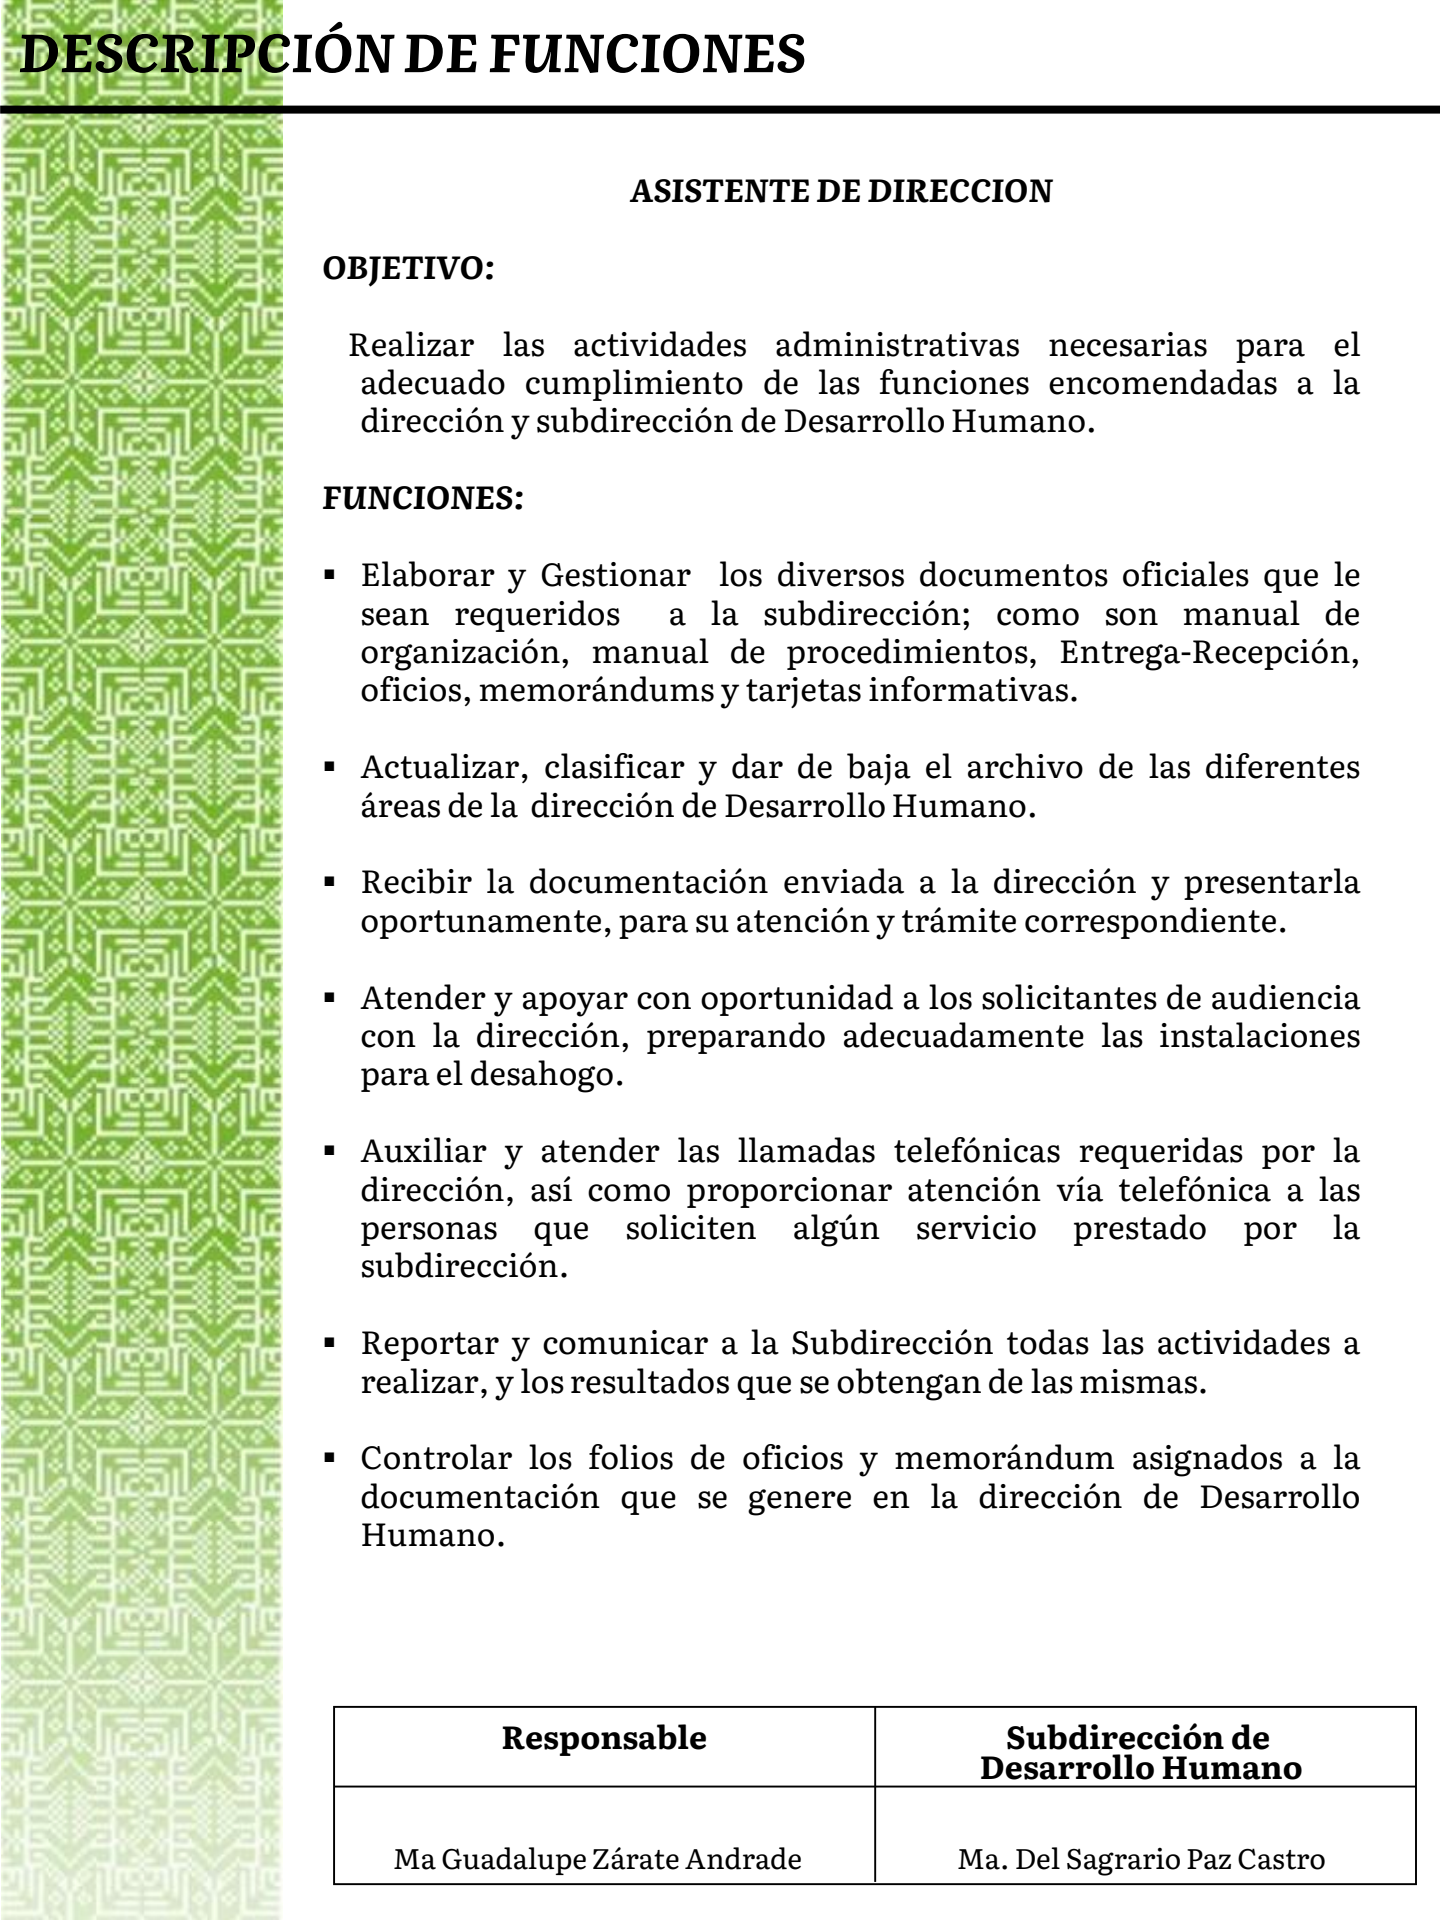 DESCRIPCIÓN DE FUNCIONES
ASISTENTE DE DIRECCION
OBJETIVO:
Realizar las actividades administrativas necesarias para el
adecuado cumplimiento de las funciones encomendadas a la
dirección y subdirección de Desarrollo Humano.
FUNCIONES:
▪ Elaborar y Gestionar los diversos documentos oficiales que le
sean requeridos a la subdirección; como son manual de
organización, manual de procedimientos, Entrega-Recepción,
oficios, memorándums y tarjetas informativas.
▪ Actualizar, clasificar y dar de baja el archivo de las diferentes
áreas de la dirección de Desarrollo Humano.
▪ Recibir la documentación enviada a la dirección y presentarla
oportunamente, para su atención y trámite correspondiente.
▪ Atender y apoyar con oportunidad a los solicitantes de audiencia
con la dirección, preparando adecuadamente las instalaciones
para el desahogo.
▪ Auxiliar y atender las llamadas telefónicas requeridas por la
dirección, así como proporcionar atención vía telefónica a las
personas que soliciten algún servicio prestado por la
subdirección.
▪ Reportar y comunicar a la Subdirección todas las actividades a
realizar, y los resultados que se obtengan de las mismas.
▪ Controlar los folios de oficios y memorándum asignados a la
documentación que se genere en la dirección de Desarrollo
Humano.
Responsable
Subdirección de
Desarrollo Humano
Ma Guadalupe Zárate Andrade
Ma. Del Sagrario Paz Castro